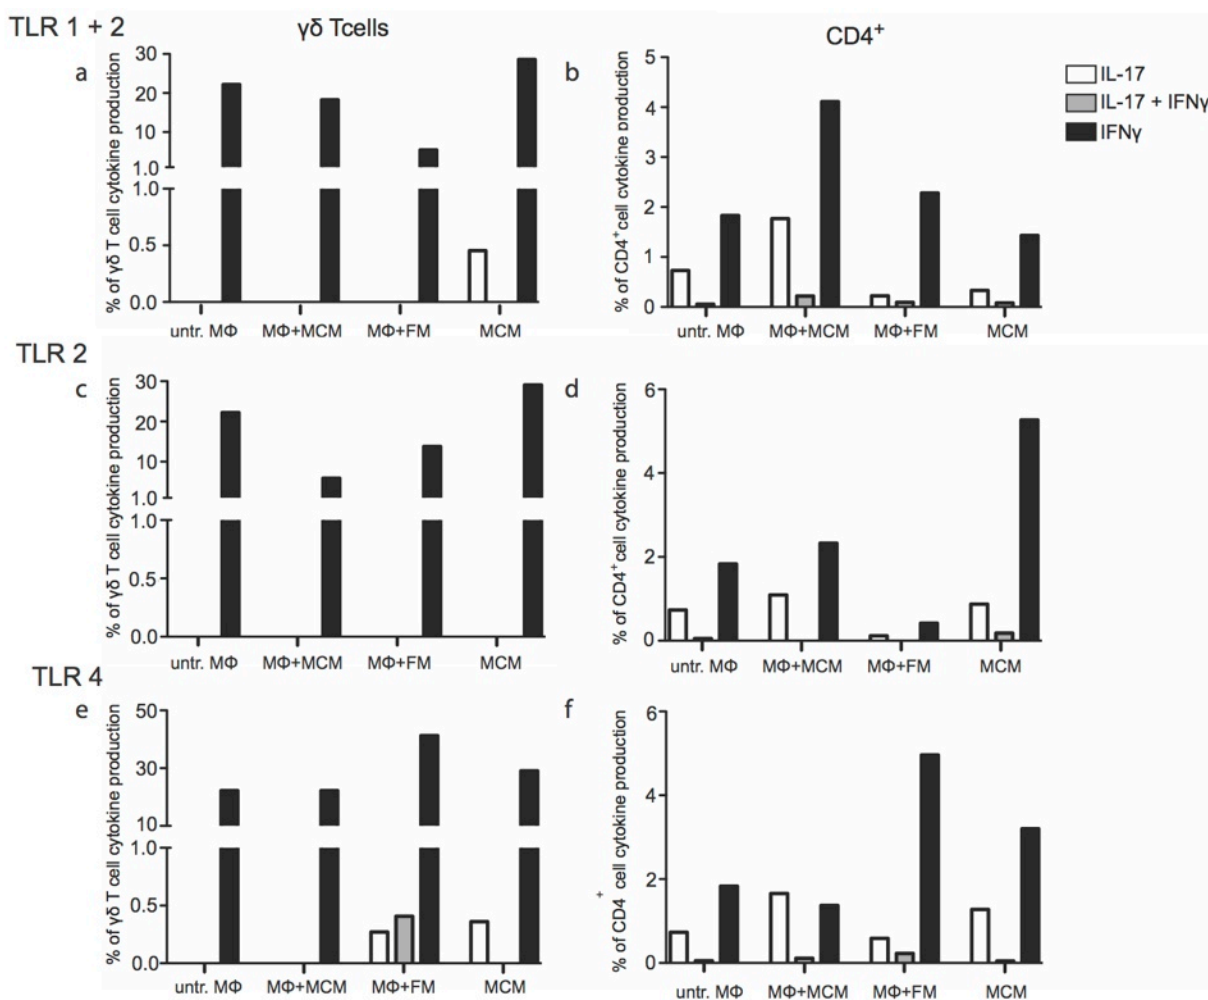 TLR 1 + 2
γδ Tcells
CD4⁺
a
% of γδ T cell cytokine production
30
20
10
1.0
1.0
0.5
0.0
untr. MΦ MΦ+MCM MΦ+FM MCM
b
% of CD4⁺cell cytokine production
5
4
3
2
1
0
untr. MΦ MΦ+MCM MΦ+FM MCM
IL-17
IL-17 + IFNγ
IFNγ
TLR 2
c
% of γδ T cell cytokine production
30
20
10
1.0
1.0
0.5
0.0
untr. MΦ MΦ+MCM MΦ+FM MCM
d
% of CD4⁺cell cytokine production
6
4
2
0
untr. MΦ MΦ+MCM MΦ+FM MCM
TLR 4
e
% of γδ T cell cytokine production
50
30
10
1.0
0.5
0.0
untr. MΦ MΦ+MCM MΦ+FM MCM
f
% of CD4⁺ cell cytokine production
6
4
2
0
untr. MΦ MΦ+MCM MΦ+FM MCM